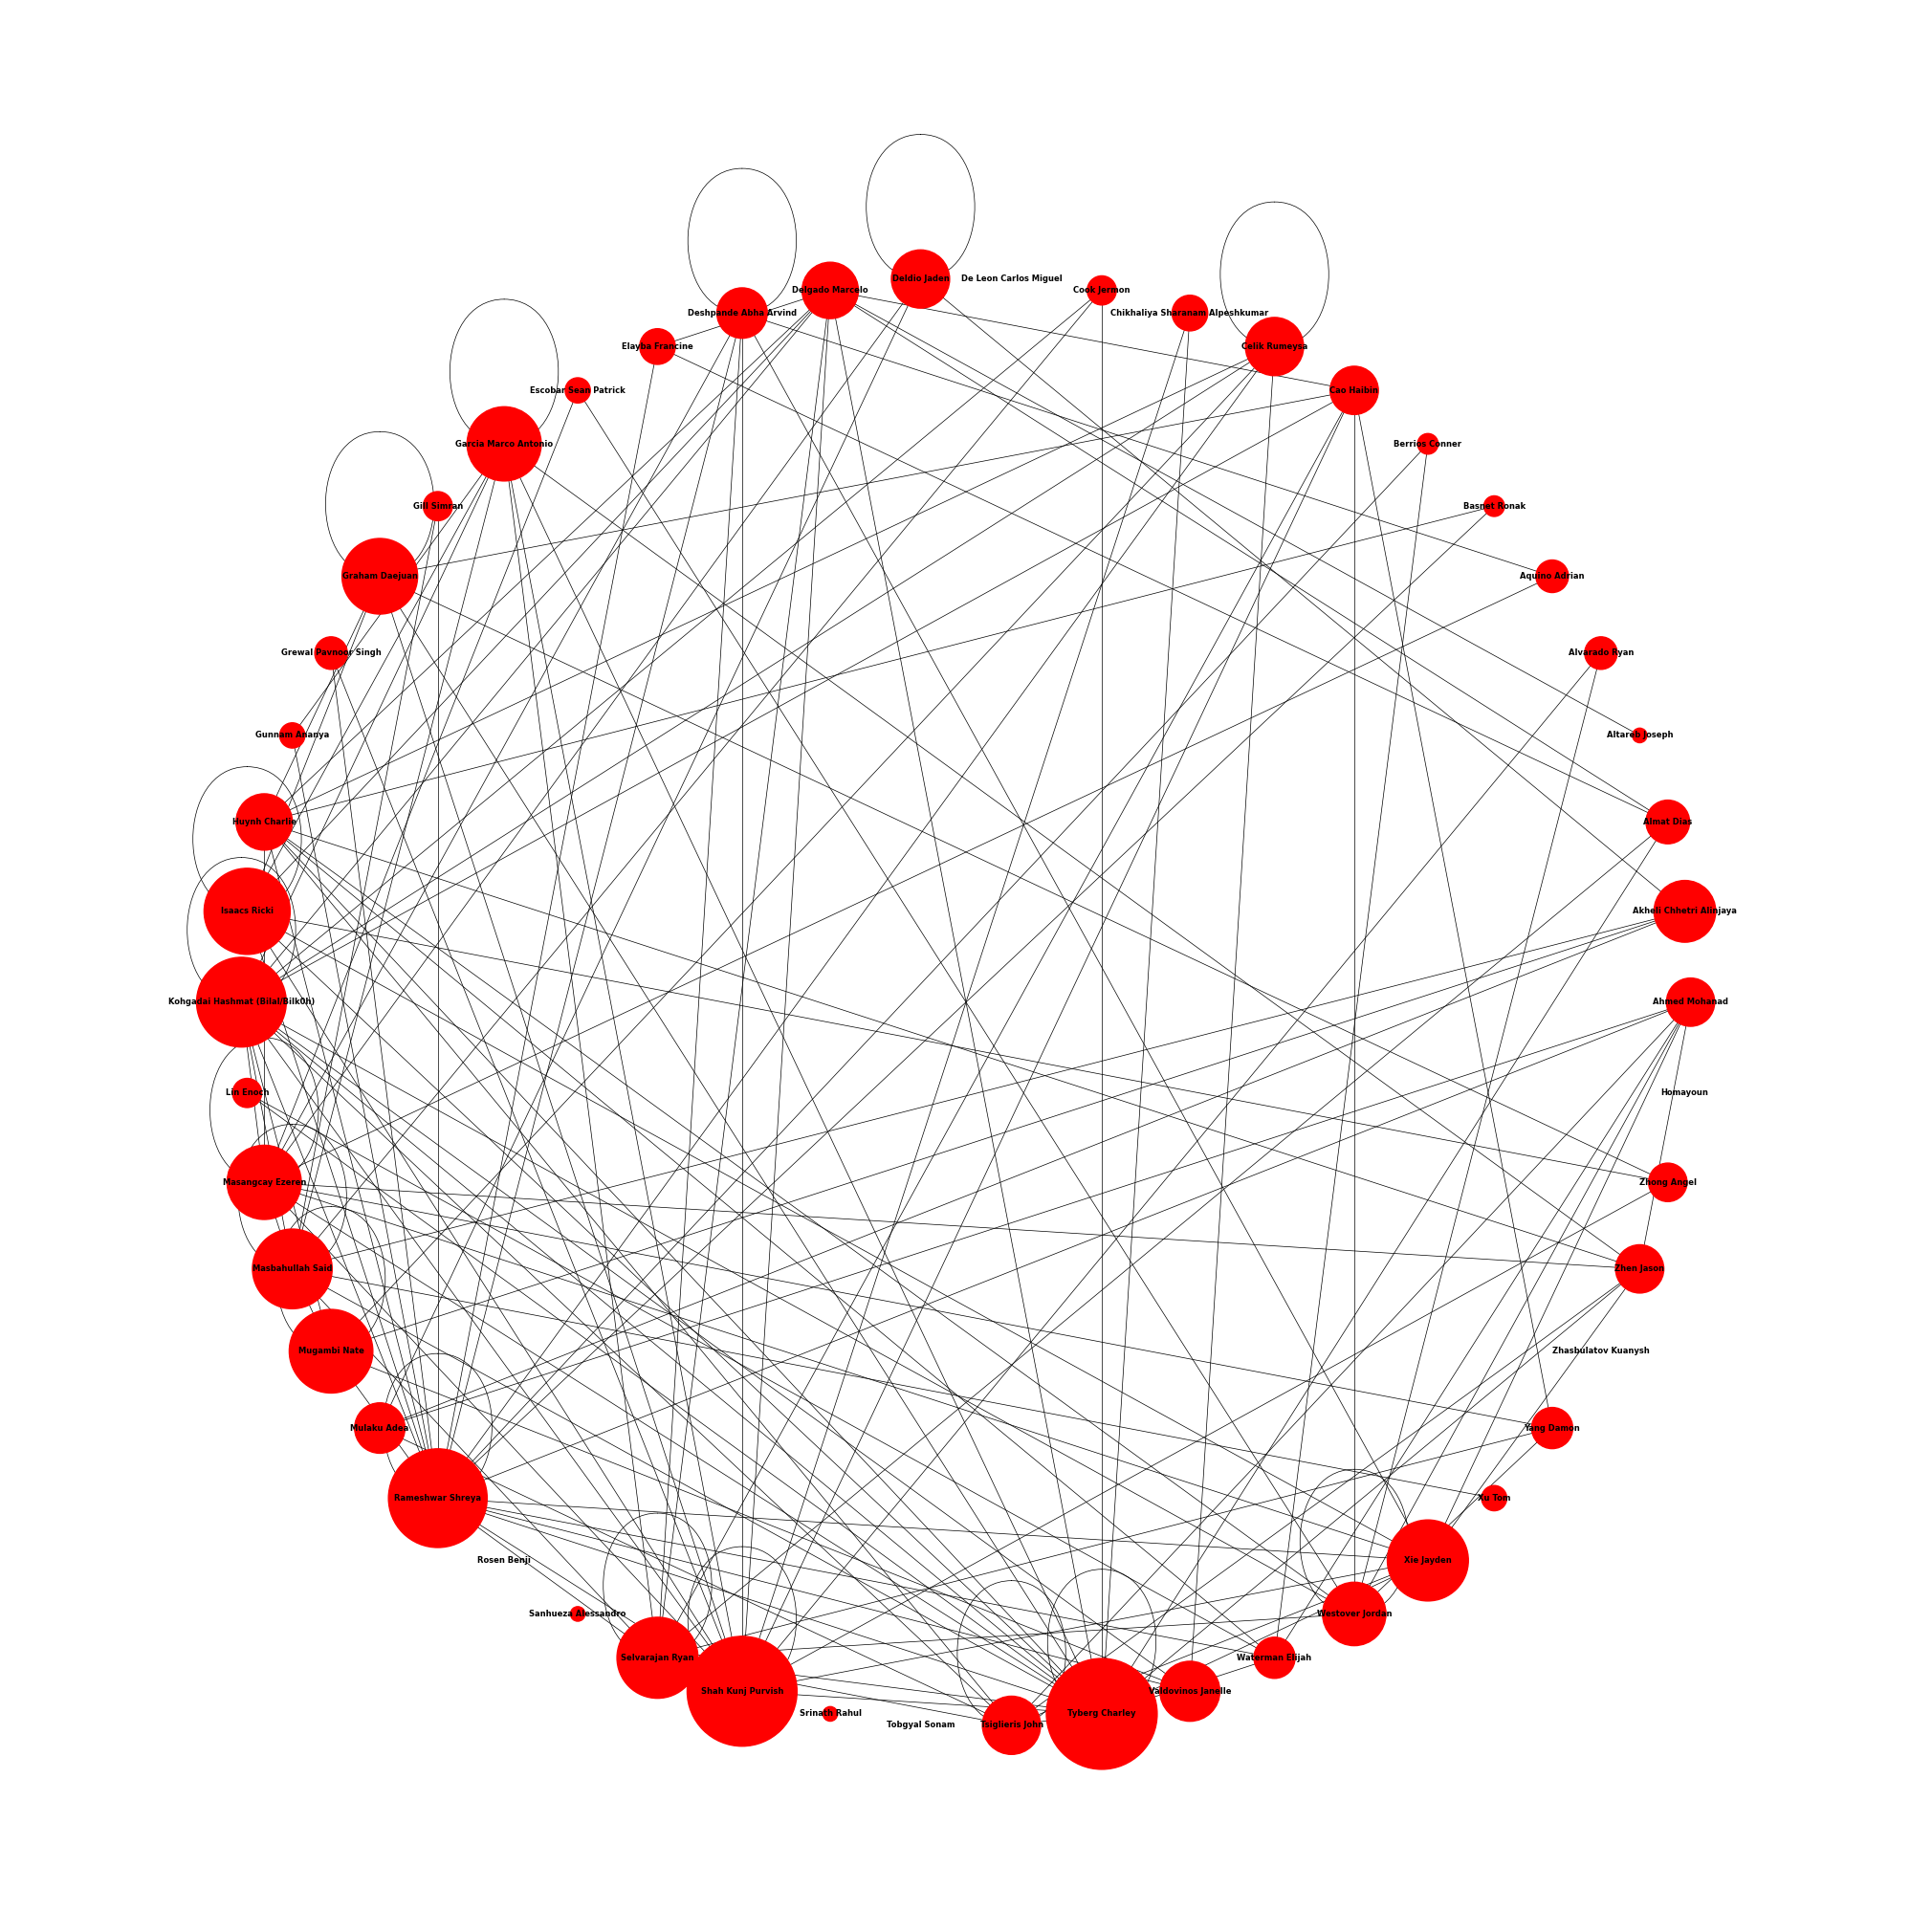 Deldio Jaden
De Leon Carlos Miguel
Delgado Marcelo
Cook Jermon
Deshpande Abha Arvind
Chikhaliya Sharanam Alpeshkumar
Elayba Francine
Celik Rumeysa
Escobar Sean Patrick
Cao Haibin
Garcia Marco Antonio
Berrios Conner
Gill Simran
Basnet Ronak
Graham Daejuan
Aquino Adrian
Grewal Pavnoor Singh
Alvarado Ryan
Gunnam Ananya
Altareb Joseph
Huynh Charlie
Almat Dias
Isaacs Ricki
Akheli Chhetri Alinjaya
Kohgadai Hashmat (Bilal/Bilk0h)
Ahmed Mohanad
Lin Enoch
Homayoun
Masangcay Ezeren
Zhong Angel
Masbahullah Said
Zhen Jason
Mugambi Nate
Zhasbulatov Kuanysh
Mulaku Adea
Yang Damon
Rameshwar Shreya
Xu Tom
Rosen Benji
Xie Jayden
Sanhueza Alessandro
Westover Jordan
Selvarajan Ryan
Waterman Elijah
Shah Kunj Purvish
Valdovinos Janelle
Srinath Rahul
Tyberg Charley
Tobgyal Sonam
Tsiglieris John